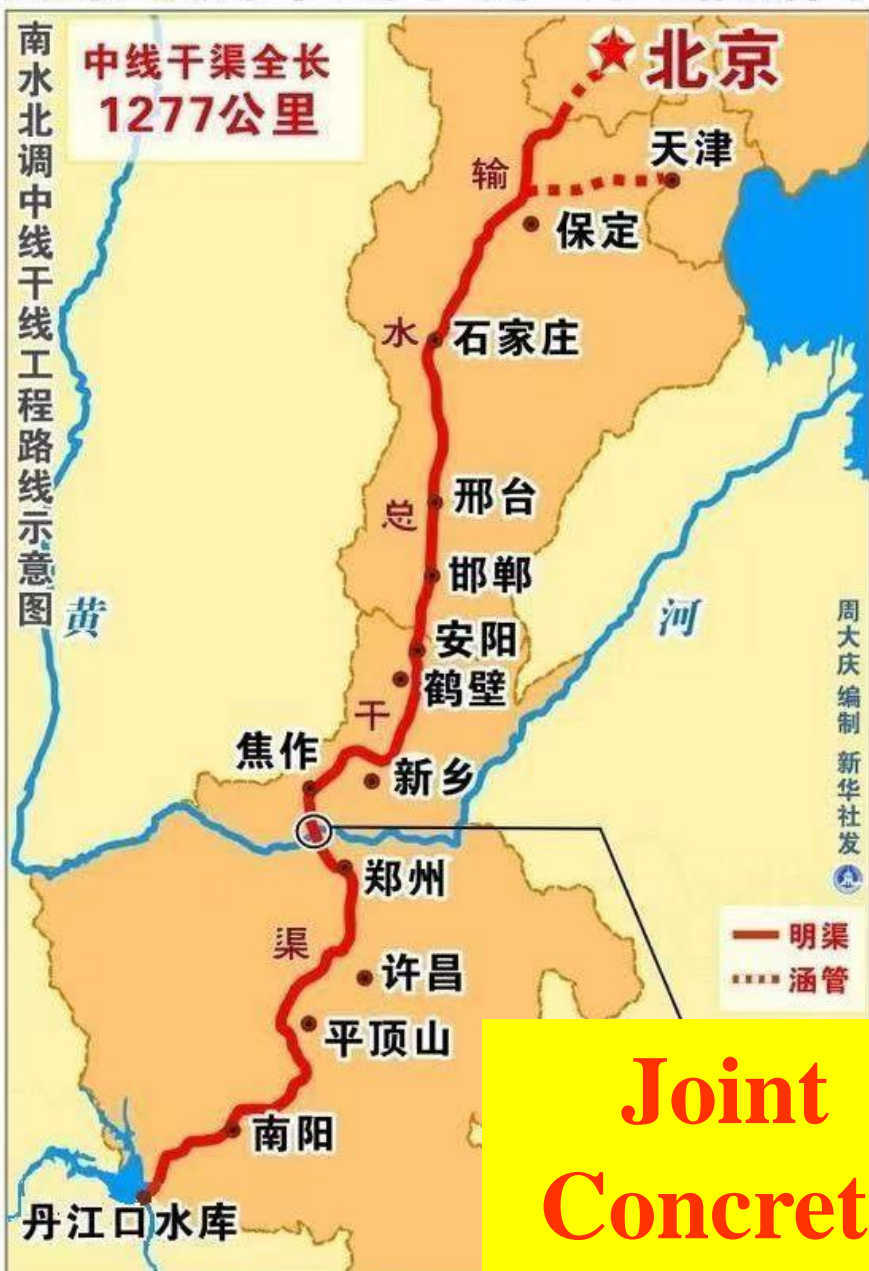 南水北调中线干线工程路线示意图
中线干渠全长
1277公里
北京
天津
输
保定
水
石家庄
总
邢台
邯郸
黄
河
安阳
鹤壁
干
焦作
新乡
郑州
渠
许昌
平顶山
南阳
丹江口水库
周大庆 编制 新华社发
明渠
涵管
Joint
Concret